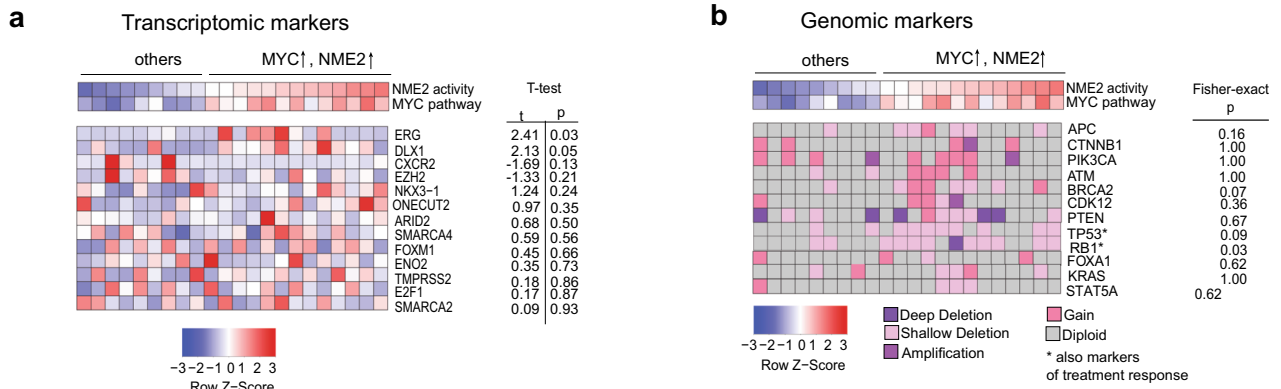 a
Transcriptomic markers
others
MYC↑, NME2↑
NME2 activity
MYC pathway
T-test
t p
ERG 2.41 0.03
DLX1 2.13 0.05
CXCR2 -1.69 0.13
EZH2 -1.33 0.21
NKX3-1 1.24 0.24
ONECUT2 0.97 0.35
ARID2 0.68 0.50
SMARCA4 0.59 0.56
FOXM1 0.45 0.66
ENO2 0.35 0.73
TMPRSS2 0.18 0.86
E2F1 0.17 0.87
SMARCA2 0.09 0.93
−3 −2 −1 0 1 2 3
Row Z−Score
b
Genomic markers
others
MYC↑, NME2↑
NME2 activity
MYC pathway
Fisher-exact
p
APC 0.16
CTNNB1 1.00
PIK3CA 1.00
ATM 1.00
BRCA2 0.07
CDK12 0.36
PTEN 0.67
TP53* 0.09
RB1* 0.03
FOXA1 0.62
KRAS 1.00
STAT5A 0.62
−3 −2 −1 0 1 2 3
Row Z−Score
Deep Deletion
Shallow Deletion
Amplification
Gain
Diploid
* also markers
of treatment response